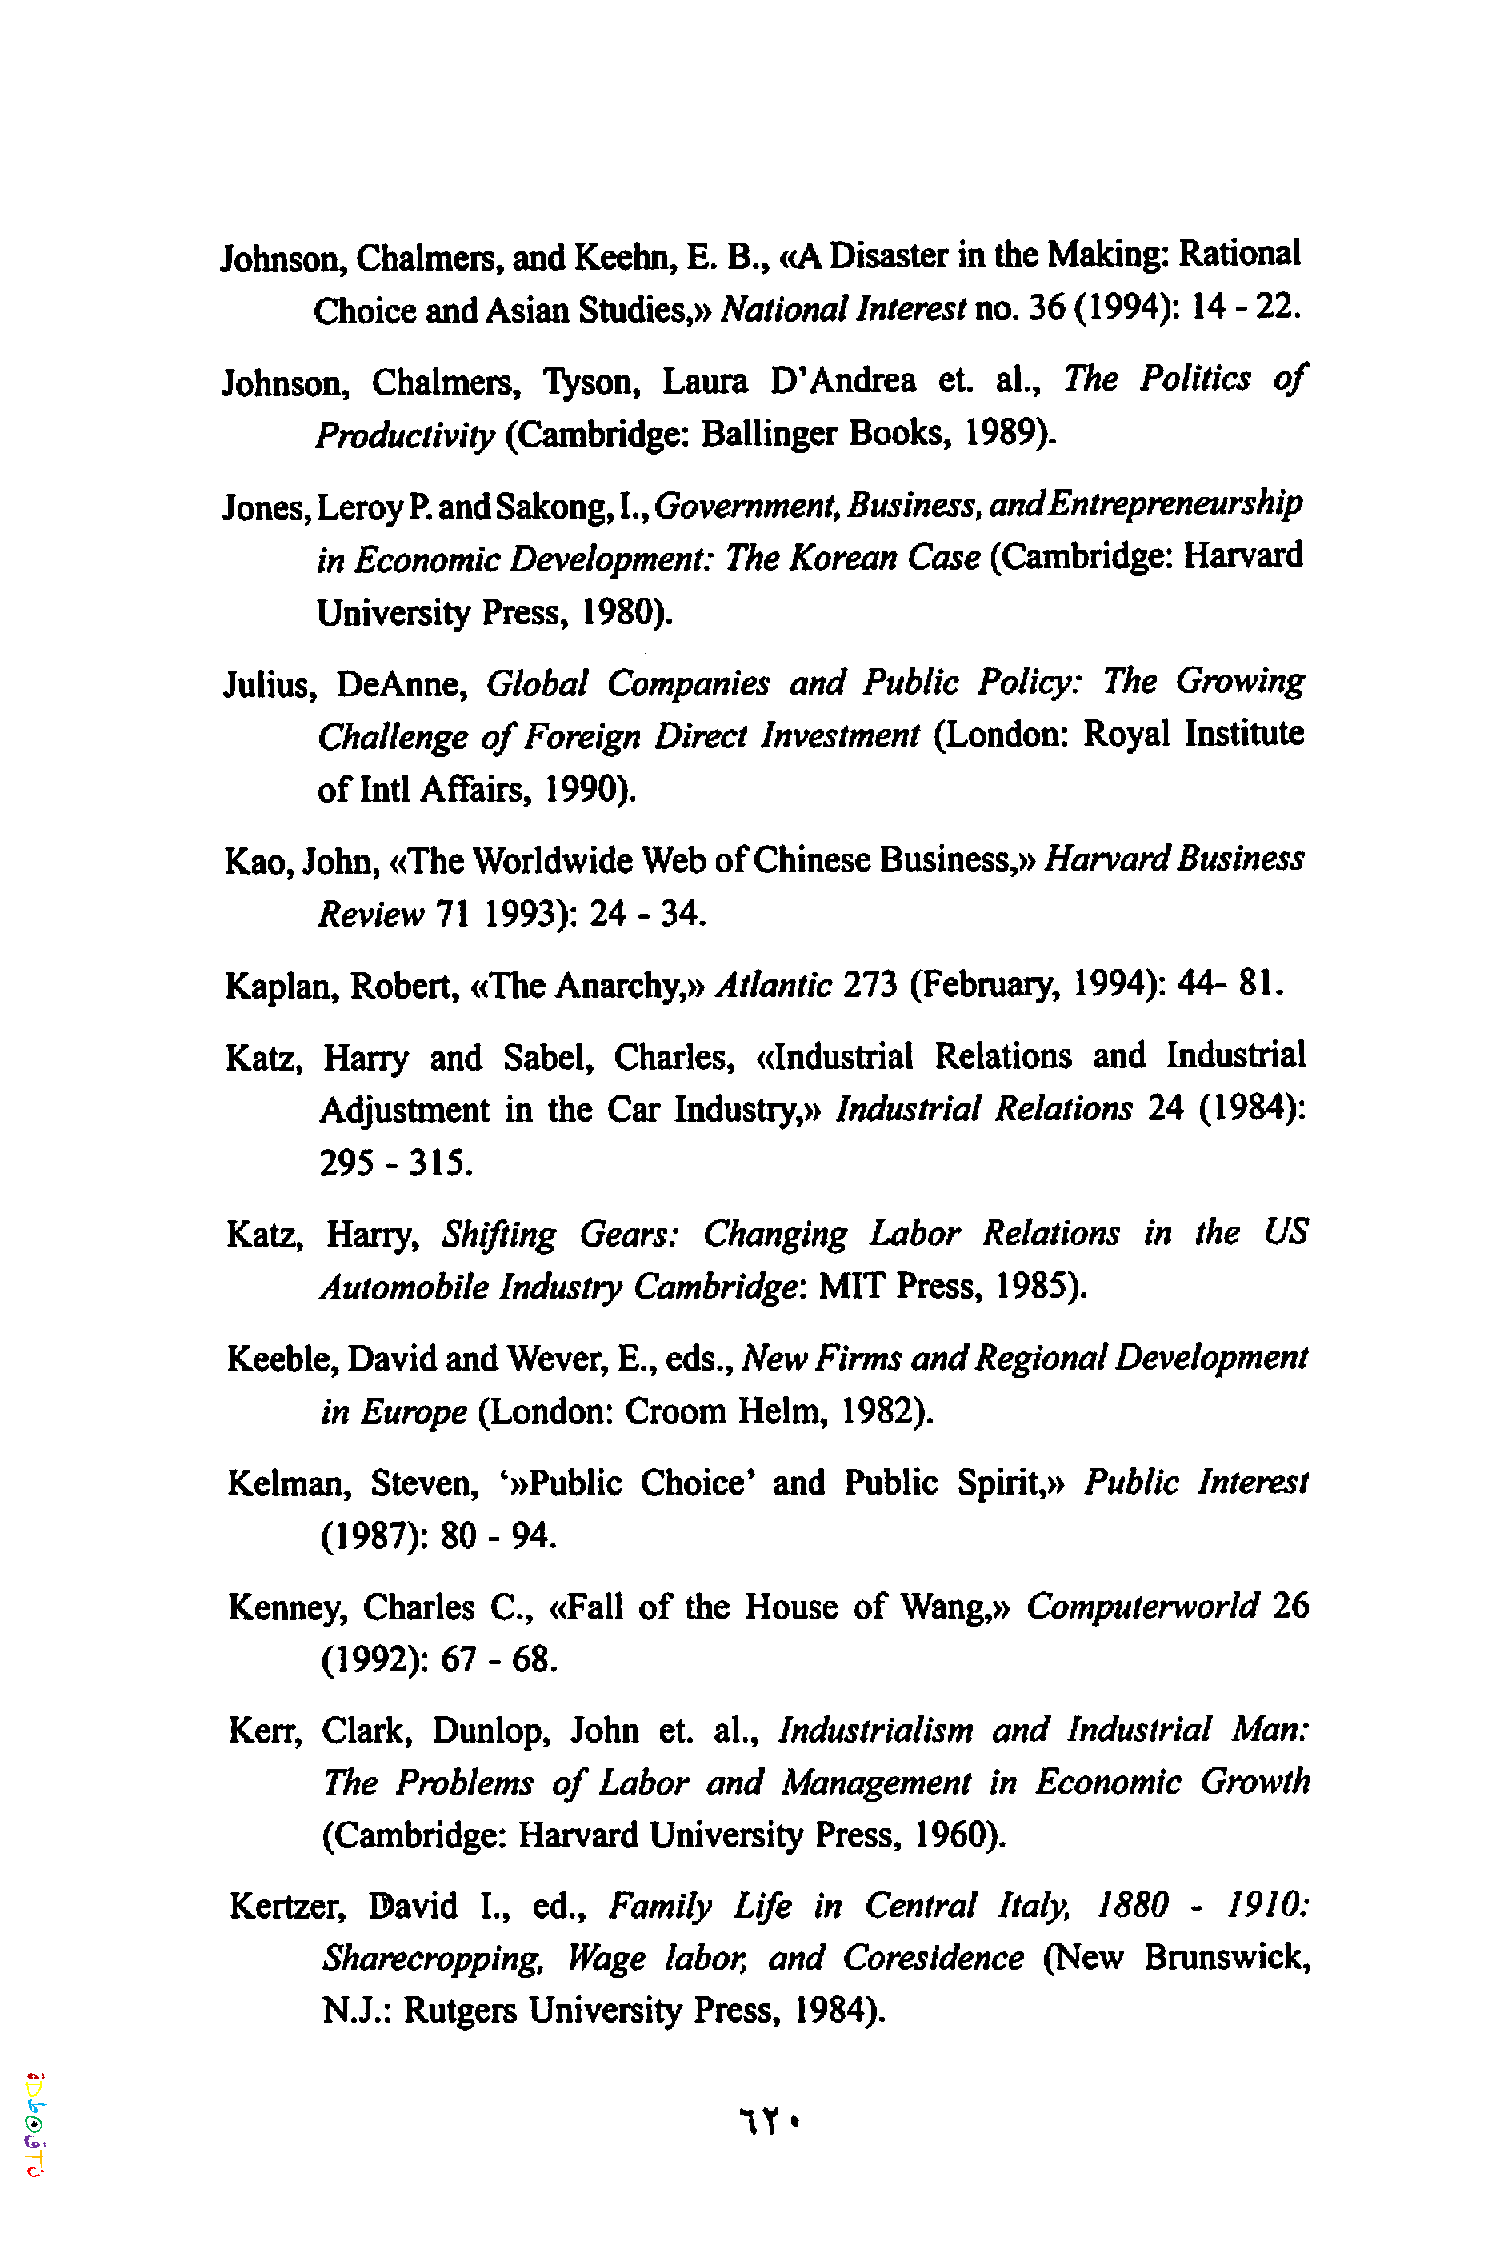 Johnson, Chalmers, and Keehn, E. B., «A Disaster in the Making: Rational
Choice and Asian Studies,» National Interest no. 36 (1994): 14 - 22.
Johnson, Chalmers, Tyson, Laura D'Andrea et. al., The Politics of
Productivity (Cambridge: Ballinger Books, 1989).
Jones, Leroy P. and Sakong, I., Government, Business, and Entrepreneurship
in Economic Development: The Korean Case (Cambridge: Harvard
University Press, 1980).
Julius, DeAnne, Global Companies and Public Policy: The Growing
Challenge of Foreign Direct Investment (London: Royal Institute
of Intl Affairs, 1990).
Kao, John, «The Worldwide Web of Chinese Business,» Harvard Business
Review 71 1993): 24 - 34.
Kaplan, Robert, «The Anarchy,» Atlantic 273 (February, 1994): 44- 81.
Katz, Harry and Sabel, Charles, «Industrial Relations and Industrial
Adjustment in the Car Industry,» Industrial Relations 24 (1984):
295 - 315.
Katz, Harry, Shifting Gears: Changing Labor Relations in the US
Automobile Industry Cambridge: MIT Press, 1985).
Keeble, David and Wever, E., eds., New Firms and Regional Development
in Europe (London: Croom Helm, 1982).
Kelman, Steven, ‘»Public Choice’ and Public Spirit,» Public Interest
(1987): 80 - 94.
Kenney, Charles C., «Fall of the House of Wang,» Computerworld 26
(1992): 67 - 68.
Kerr, Clark, Dunlop, John et. al., Industrialism and Industrial Man:
The Problems of Labor and Management in Economic Growth
(Cambridge: Harvard University Press, 1960).
Kertzer, David I., ed., Family Life in Central Italy, 1880 - 1910:
Sharecropping, Wage labor, and Coresidence (New Brunswick,
N.J.: Rutgers University Press, 1984).
٦٢٠